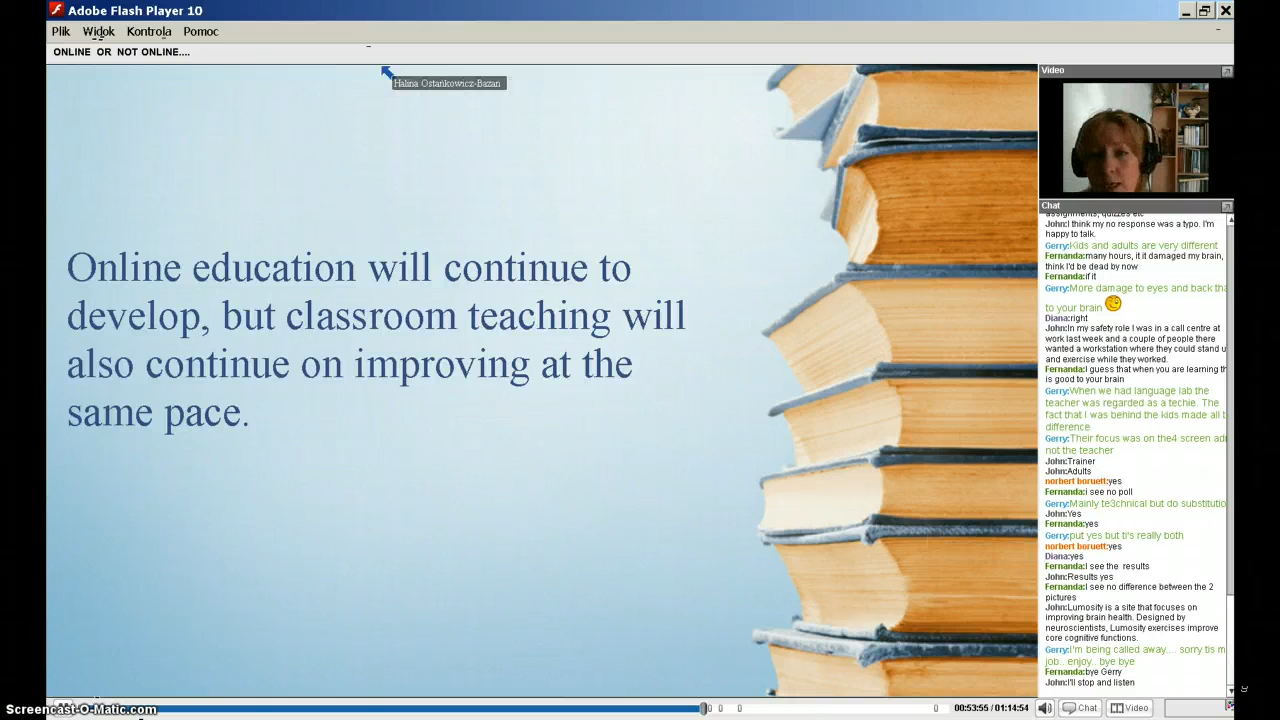 Adobe Flash Player 10
Plik Widok Kontrola Pomoc
ONLINE OR NOT ONLINE....
Halina Ostańkowicz-Bazan
Online education will continue to
develop, but classroom teaching will
also continue on improving at the
same pace.
Video
Chat
assignments, quizzes etc
John:I think my no response was a typo. I'm
happy to talk.
Gerry:Kids and adults are very different
Fernanda:many hours, if it damaged my brain,
think I'd be dead by now
Fernanda:if it
Gerry:More damage to eyes and back tha
to your brain
Diana:right
John:In my safety role I was in a call centre at
work last week and a couple of people there
wanted a workstation where they could stand u
and exercise while they worked.
Fernanda:I guess that when you are learning th
is good to your brain
Gerry:When we had language lab the
teacher was regarded as a techie. The
fact that I was behind the kids made all t
difference
Gerry:Their focus was on the4 screen adn
not the teacher
John:Trainer
John:Adults
norbert boruett:yes
Fernanda:i see no poll
Gerry:Mainly te3chnical but do substitutio
John:Yes
Fernanda:yes
Gerry:put yes but ti's really both
norbert boruett:yes
Diana:yes
Fernanda:I see the results
John:Results yes
Fernanda:I see no difference between the 2
pictures
John:Lumosity is a site that focuses on
improving brain health. Designed by
neuroscientists, Lumosity exercises improve
core cognitive functions.
Gerry:I'm being called away.... sorry tis m
job.. enjoy.. bye bye
Fernanda:bye Gerry
John:I'll stop and listen
Screencast-O-Matic.com
00:53:55 / 01:14:54
Chat
Video